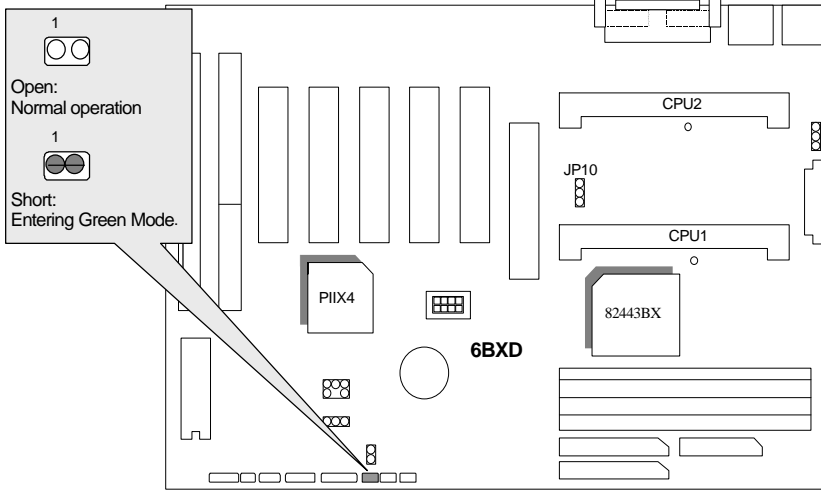 1
Open:
Normal operation
1
Short:
Entering Green Mode.
CPU2
JP10
CPU1
PIIX4
82443BX
6BXD